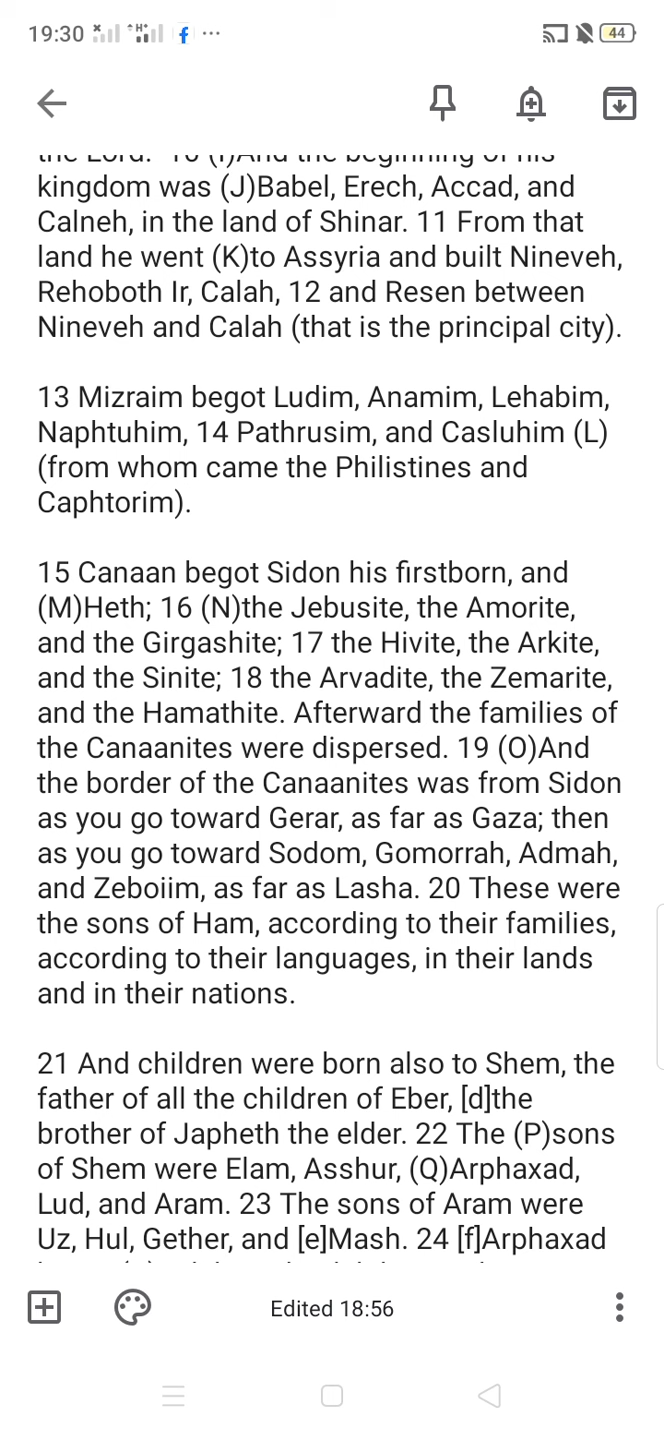 19:30
44
the Lord." 10 (I)And the beginning of his
kingdom was (J)Babel, Erech, Accad, and
Calneh, in the land of Shinar. 11 From that
land he went (K)to Assyria and built Nineveh,
Rehoboth Ir, Calah, 12 and Resen between
Nineveh and Calah (that is the principal city).
13 Mizraim begot Ludim, Anamim, Lehabim,
Naphtuhim, 14 Pathrusim, and Casluhim (L)
(from whom came the Philistines and
Caphtorim).
15 Canaan begot Sidon his firstborn, and
(M)Heth; 16 (N)the Jebusite, the Amorite,
and the Girgashite; 17 the Hivite, the Arkite,
and the Sinite; 18 the Arvadite, the Zemarite,
and the Hamathite. Afterward the families of
the Canaanites were dispersed. 19 (O)And
the border of the Canaanites was from Sidon
as you go toward Gerar, as far as Gaza; then
as you go toward Sodom, Gomorrah, Admah,
and Zeboiim, as far as Lasha. 20 These were
the sons of Ham, according to their families,
according to their languages, in their lands
and in their nations.
21 And children were born also to Shem, the
father of all the children of Eber, [d]the
brother of Japheth the elder. 22 The (P)sons
of Shem were Elam, Asshur, (Q)Arphaxad,
Lud, and Aram. 23 The sons of Aram were
Uz, Hul, Gether, and [e]Mash. 24 [f]Arphaxad
Edited 18:56